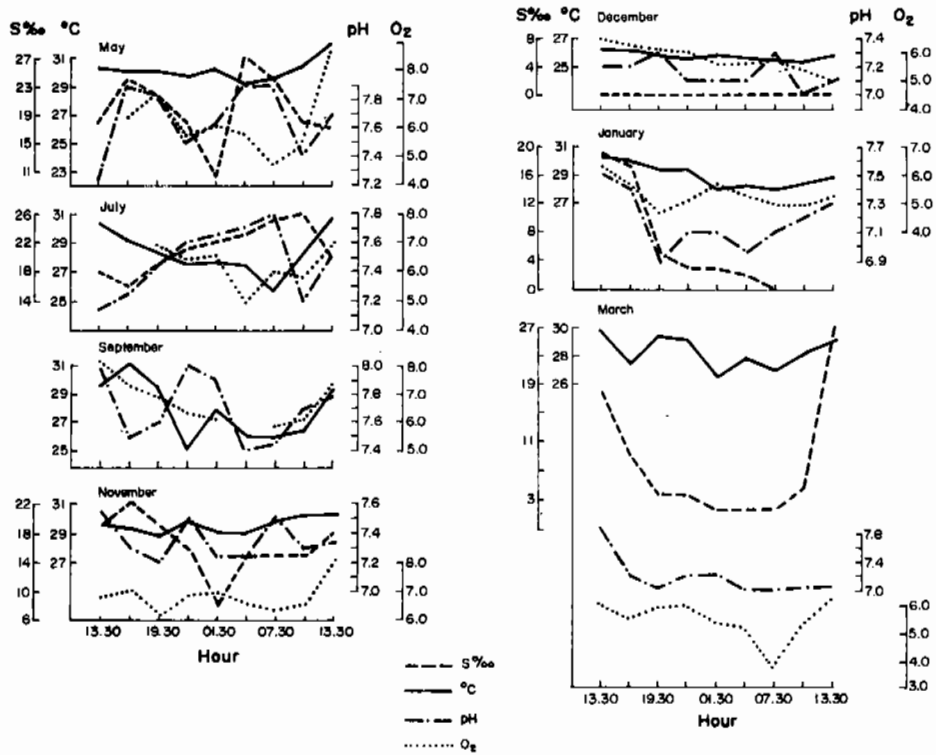 S‰ °C pH O₂
May
27 31 8.0
23 29 7.8 7.0
19 27 7.6 6.0
15 25 7.4 5.0
11 23 7.2 4.0
July
26 31 7.8 8.0
22 29 7.6 7.0
18 27 7.4 6.0
14 25 7.2 5.0
7.0 4.0
September
31 8.0 8.0
29 7.8 7.0
27 7.6 6.0
25 7.4 5.0
November
22 31 7.6
18 29 7.4
14 27 7.2 8.0
10 7.0 7.0
6 6.0
13.30 19.30 01.30 07.30 13.30
Hour
S‰
°C
pH
O₂
S‰ °C pH O₂
December
8 27 7.4 6.0
4 25 7.2 5.0
0 7.0 4.0
January
20 31 7.7 7.0
16 29 7.5 6.0
12 27 7.3 5.0
8 7.1 4.0
4 6.9
0
March
27 30
28
19 26
11
3
7.8
7.4
7.0
6.0
5.0
4.0
3.0
13.30 19.30 01.30 07.30 13.30
Hour